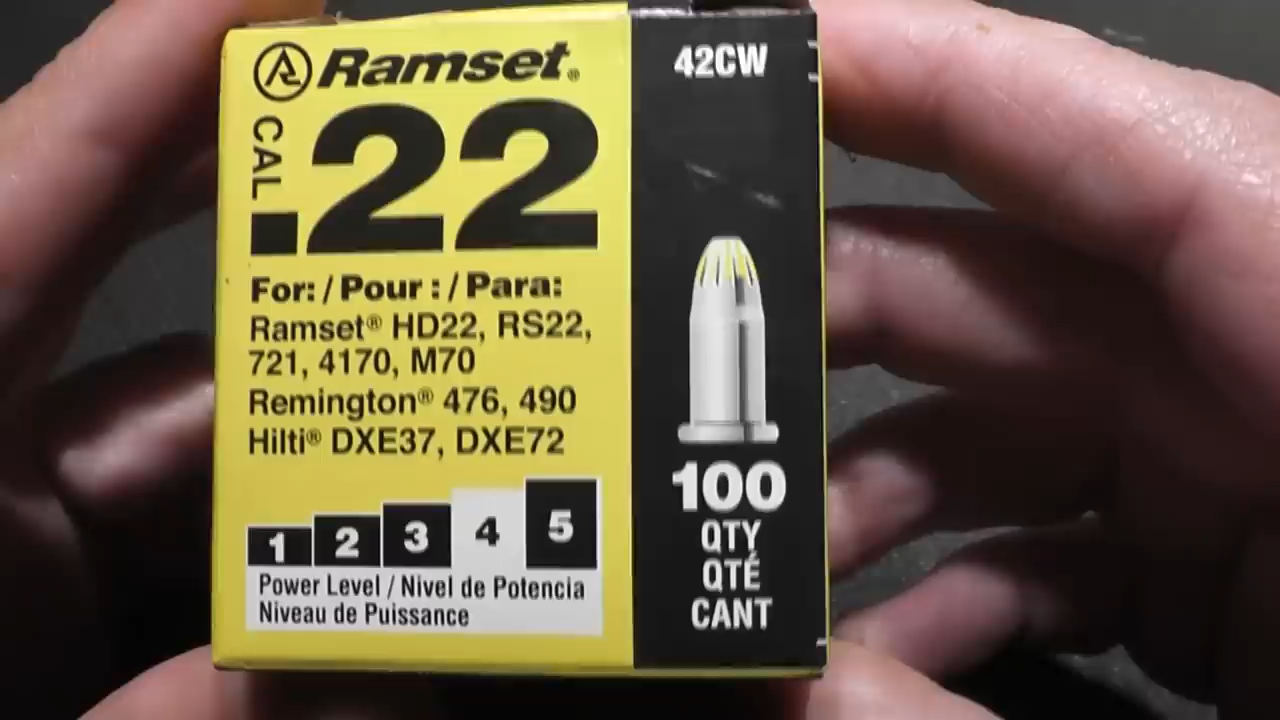 Ramset®
CAL .22
For: / Pour : / Para:
Ramset® HD22, RS22,
721, 4170, M70
Remington® 476, 490
Hilti® DXE37, DXE72
1 2 3 4 5
Power Level / Nivel de Potencia
Niveau de Puissance
42CW
100
QTY
QTÉ
CANT